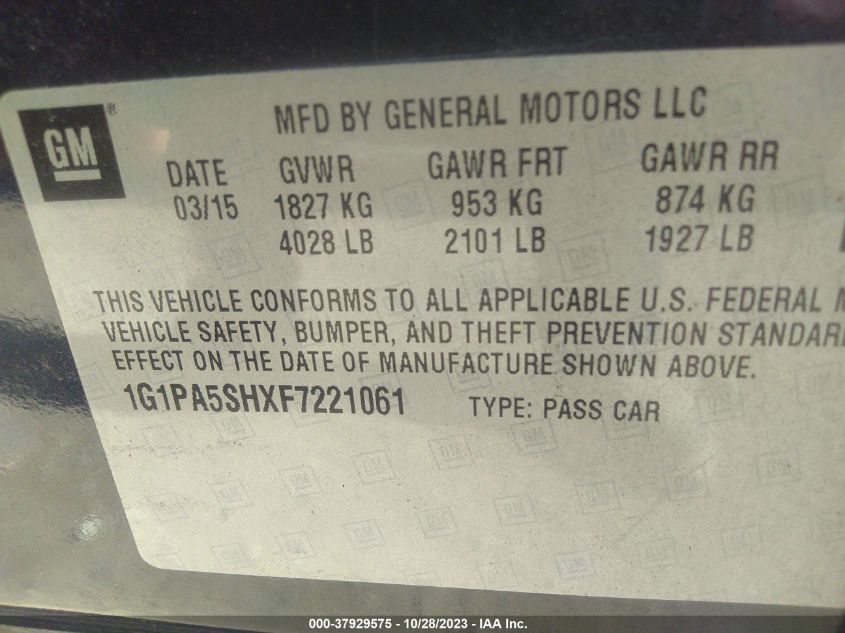 GM®
MFD BY GENERAL MOTORS LLC
DATE GVWR GAWR FRT GAWR RR
03/15 1827 KG 953 KG 874 KG
4028 LB 2101 LB 1927 LB
THIS VEHICLE CONFORMS TO ALL APPLICABLE U.S. FEDERAL
VEHICLE SAFETY, BUMPER, AND THEFT PREVENTION STANDAR
EFFECT ON THE DATE OF MANUFACTURE SHOWN ABOVE.
1G1PA5SHXF7221061 TYPE: PASS CAR
000-37929575 - 10/28/2023 - IAA Inc.